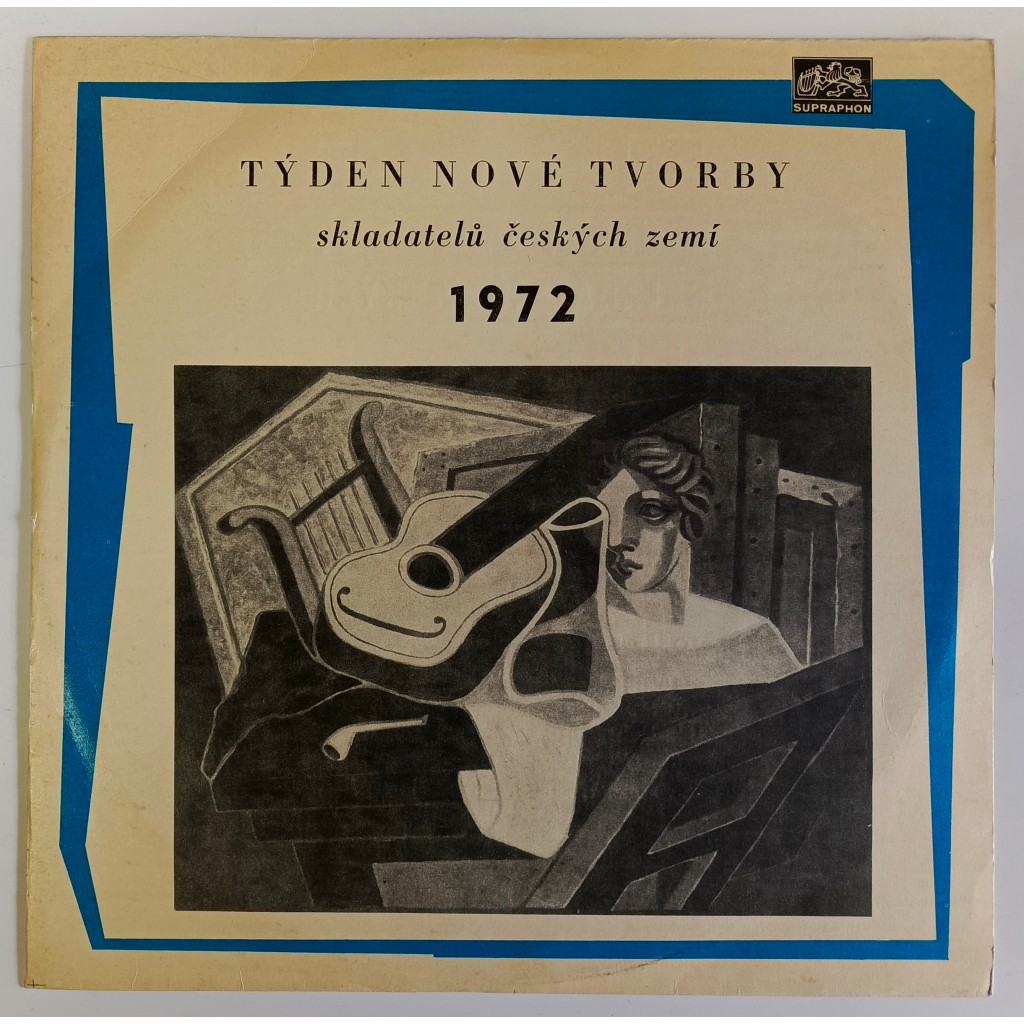 SUPRAPHON
TÝDEN NOVÉ TVORBY
skladatelů českých zemí
1972